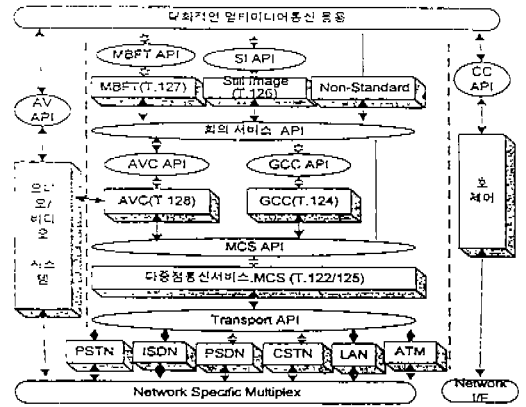 대화적인 멀티미디어통신 응용
MBFT API
SI API
CC
API
AV
API
MBFT(T.127)
Still Image
(T.126)
Non-Standard
회의 서비스 API
AVC API
GCC API
오디
오/
비디오
시스
템
AVC(T.128)
GCC(T.124)
호
제어
MCS API
다중점통신서비스.MCS (T.122/125)
Transport API
PSTN
ISDN
PSDN
CSTN
LAN
ATM
Network Specific Multiplex
Network
I/F